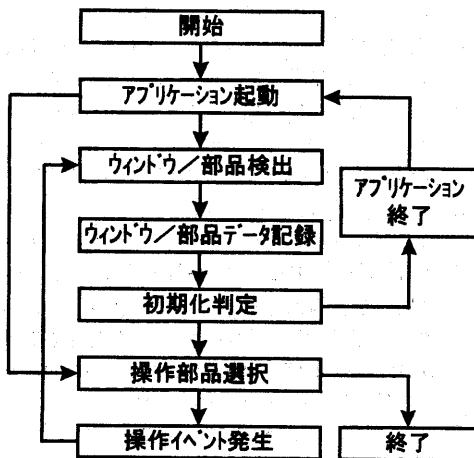 開始
アプリケーション起動
ウィンドウ／部品検出
ウィンドウ／部品データ記録
アプリケーション
終了
初期化判定
操作部品選択
操作イベント発生
終了